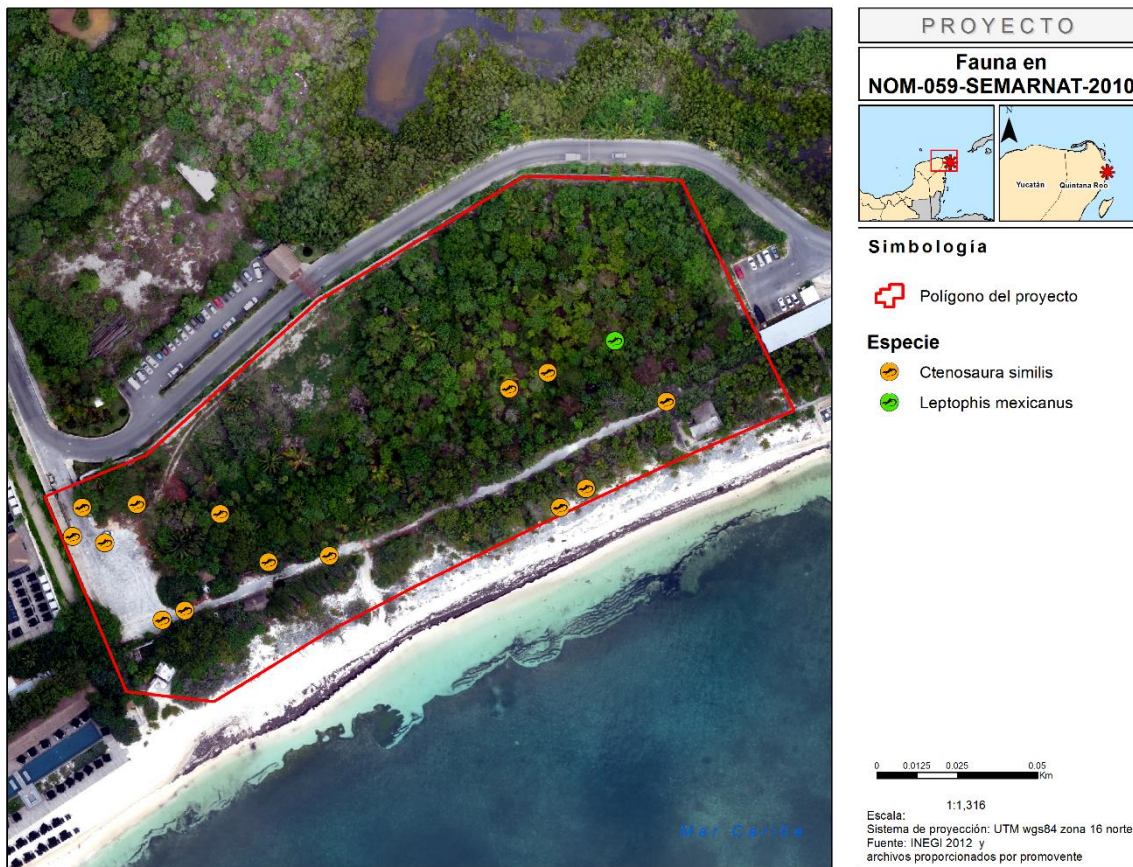 PROYECTO
Fauna en
NOM-059-SEMARNAT-2010
N
Yucatán
Quintana Roo
Simbología
Polígono del proyecto
Especie
Ctenosaura similis
Leptophis mexicanus
Mar Caribe
0 0.0125 0.025 0.05
Km
1:1,316
Escala:
Sistema de proyección: UTM wgs84 zona 16 norte
Fuente: INEGI 2012 y
archivos proporcionados por promovente